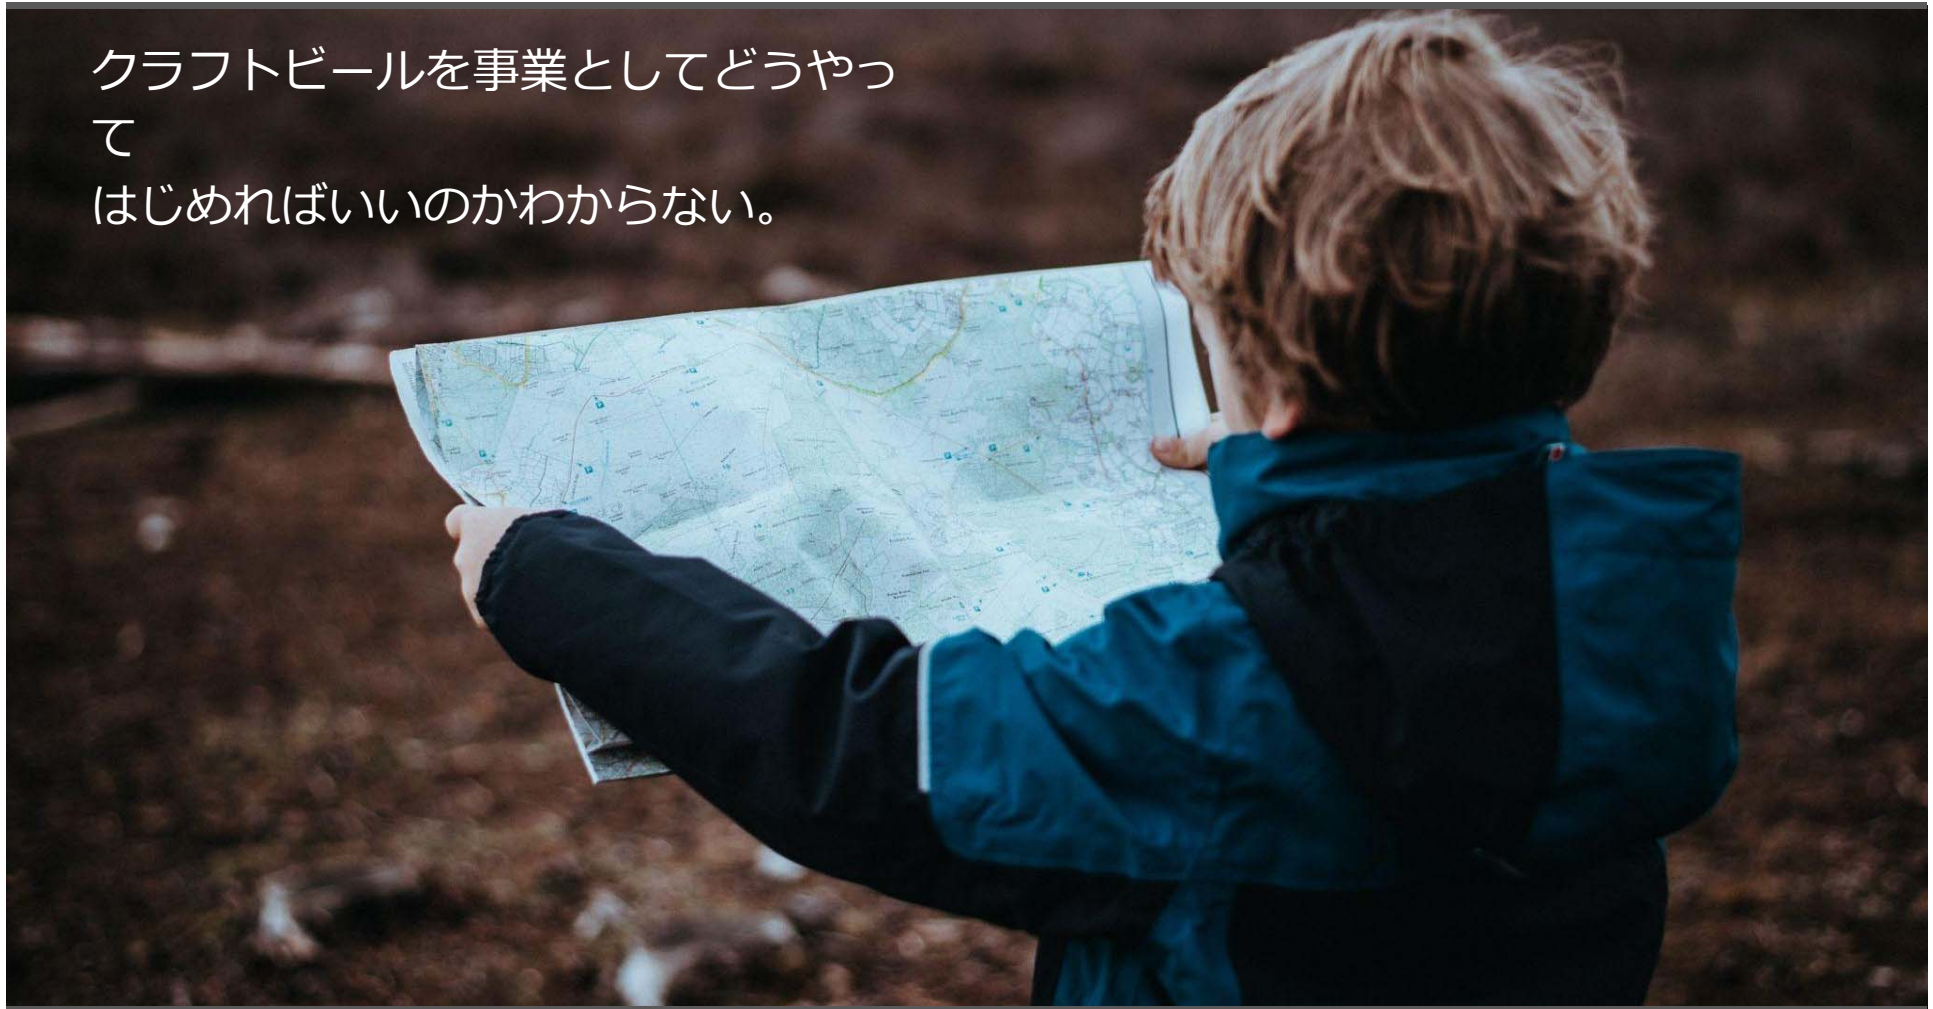 クラフトビールを事業としてどうやっ
て
はじめればいいのかわからない。